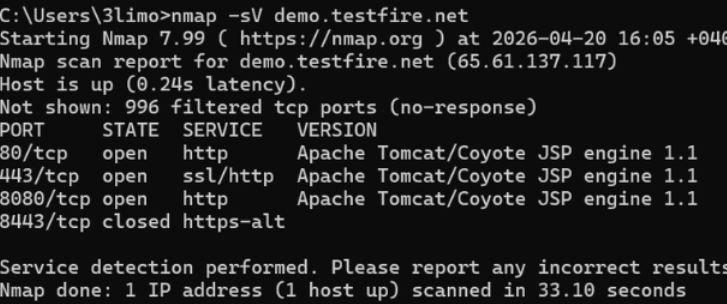 C:\Users\3limo>nmap -sV demo.testfire.net
Starting Nmap 7.99 ( https://nmap.org ) at 2026-04-20 16:05 +040
Nmap scan report for demo.testfire.net (65.61.137.117)
Host is up (0.24s latency).
Not shown: 996 filtered tcp ports (no-response)
PORT     STATE  SERVICE   VERSION
80/tcp   open   http      Apache Tomcat/Coyote JSP engine 1.1
443/tcp  open   ssl/http  Apache Tomcat/Coyote JSP engine 1.1
8080/tcp open   http      Apache Tomcat/Coyote JSP engine 1.1
8443/tcp closed https-alt
Service detection performed. Please report any incorrect results
Nmap done: 1 IP address (1 host up) scanned in 33.10 seconds